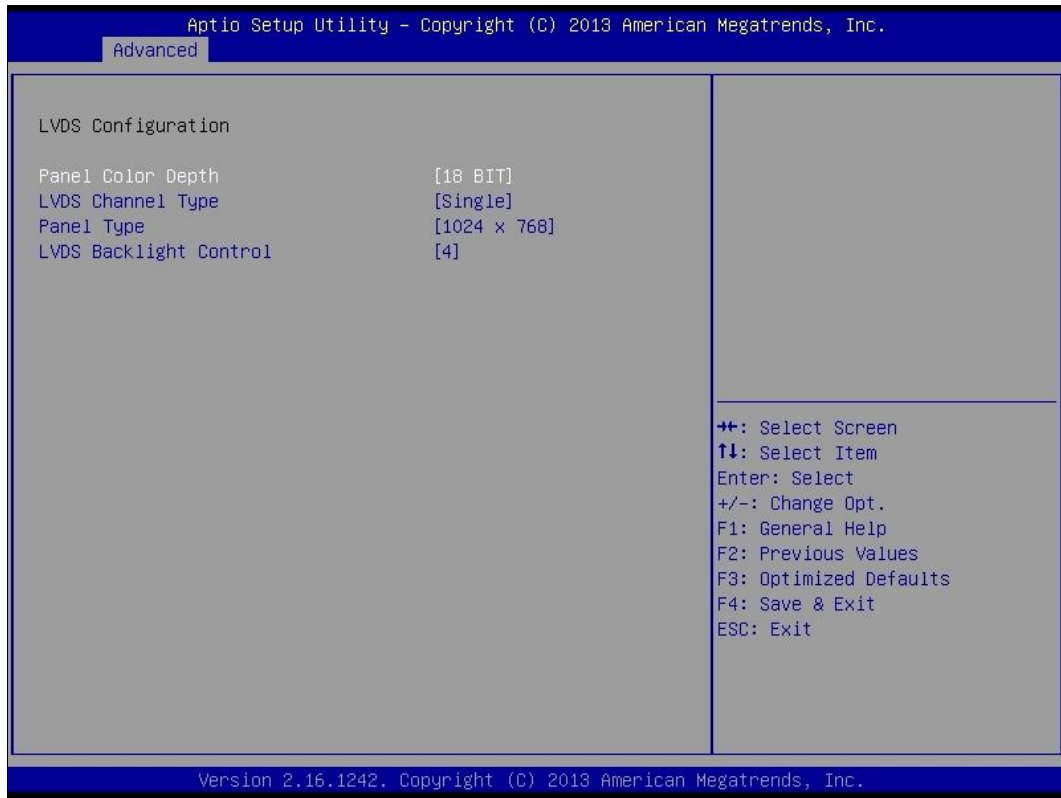 Aptio Setup Utility – Copyright (C) 2013 American Megatrends, Inc.
Advanced
LVDS Configuration
Panel Color Depth [18 BIT]
LVDS Channel Type [Single]
Panel Type [1024 x 768]
LVDS Backlight Control [4]
→←: Select Screen
↑↓: Select Item
Enter: Select
+/-: Change Opt.
F1: General Help
F2: Previous Values
F3: Optimized Defaults
F4: Save & Exit
ESC: Exit
Version 2.16.1242. Copyright (C) 2013 American Megatrends, Inc.